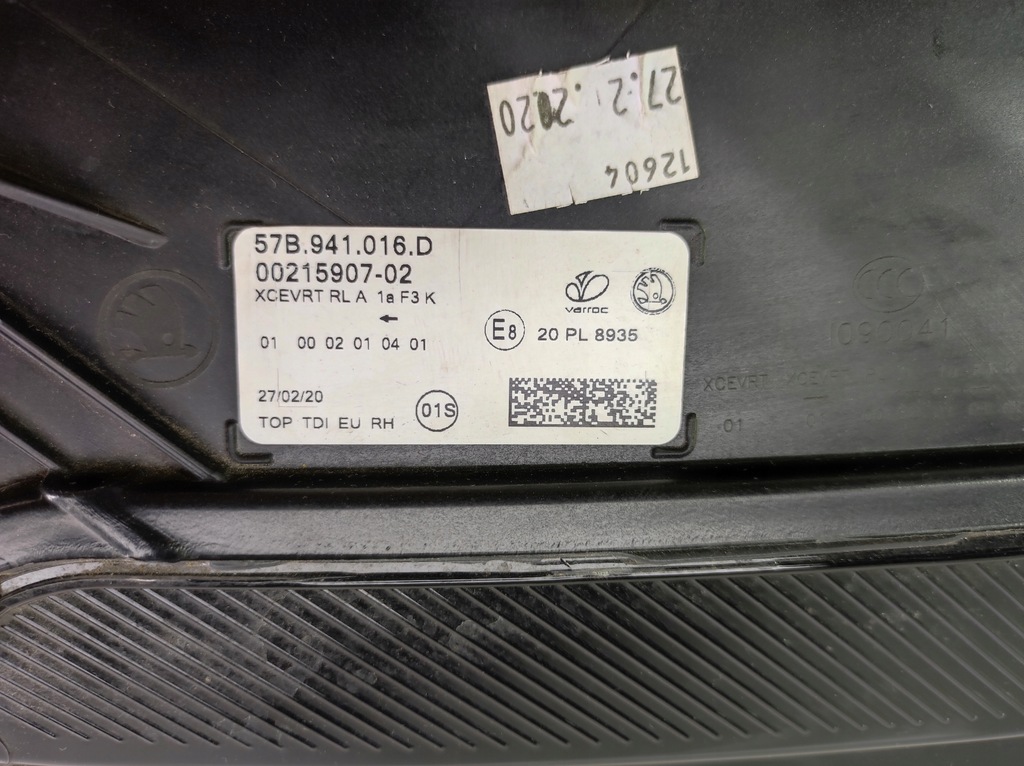 27.2.2020
12604
57B.941.016.D
00215907-02
XCEVRT RL A 1a F3 K
01 00 02 01 04 01
27/02/20
TOP TDI EU RH
01S
varroc
E8
20 PL 8935
XCEVRT
01